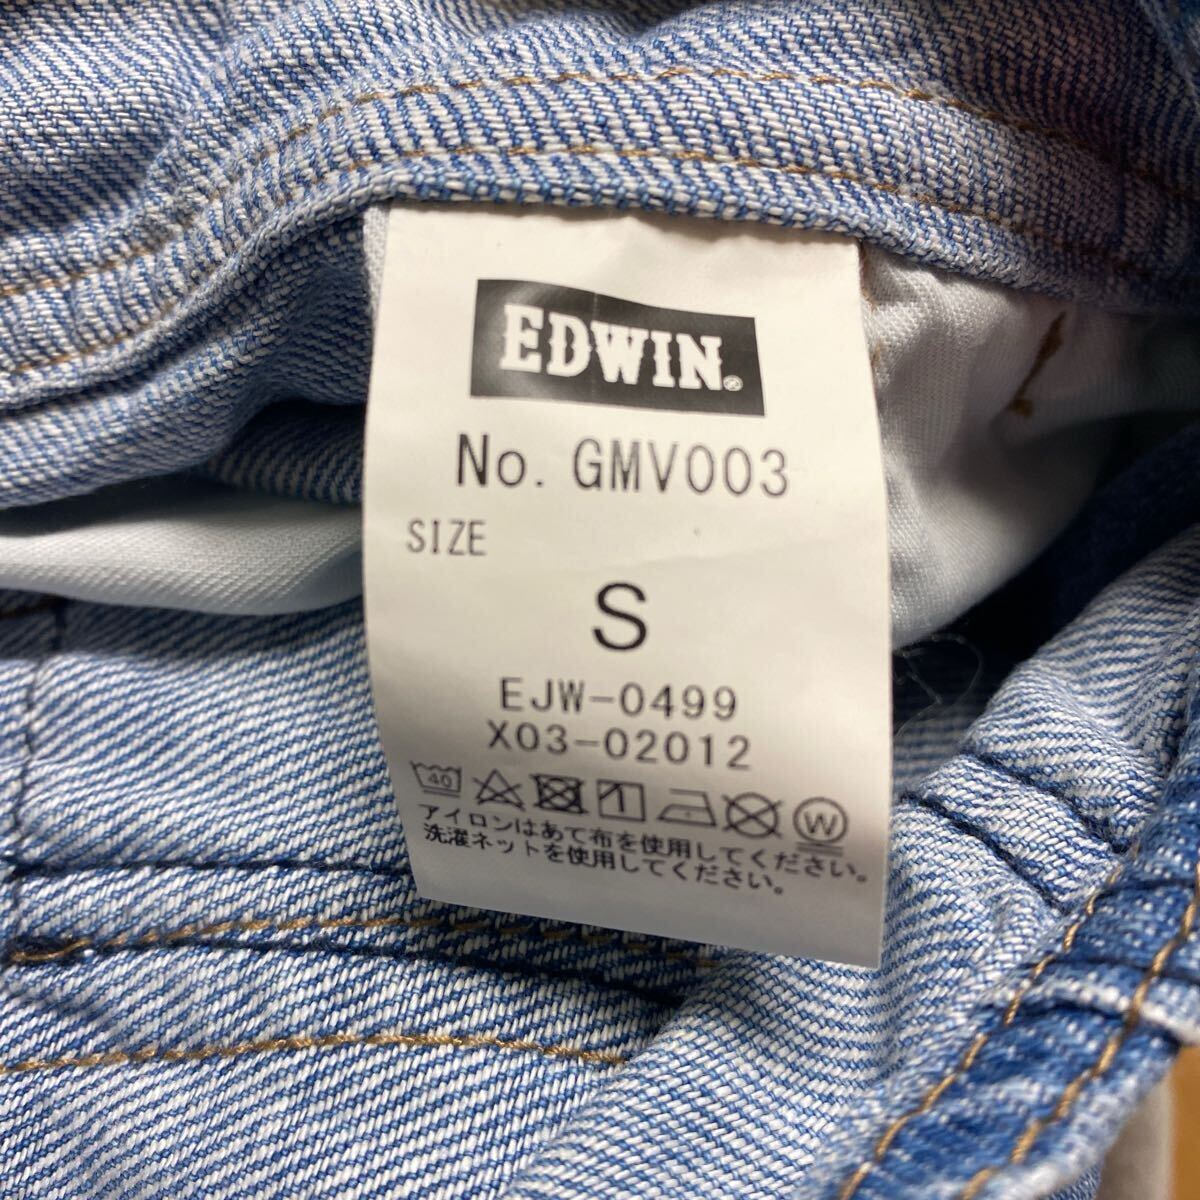 EDWIN®
No. GMV003
SIZE
S
EJW-0499
X03-02012
40
W
アイロンはあて布を使用してください。
洗濯ネットを使用してください。